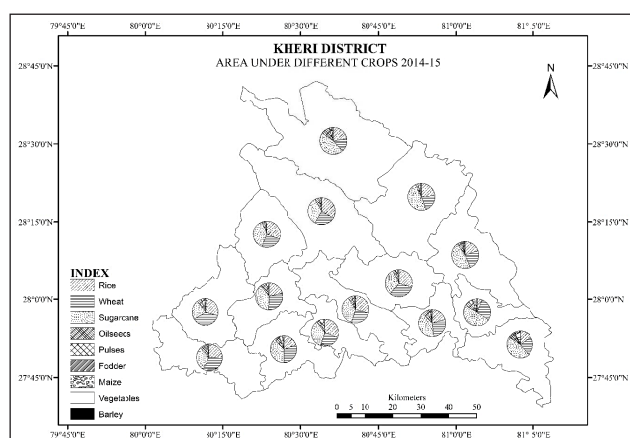 79°45'0"E 80°0'0"E 80°15'0"E 80°30'0"E 80°45'0"E 81°0'0"E 81°5'0"E
KHERI DISTRICT
AREA UNDER DIFFERENT CROPS 2014-15
N
28°45'0"N 28°45'0"N
28°30'0"N 28°30'0"N
28°15'0"N 28°15'0"N
28°0'0"N 28°0'0"N
27°45'0"N 27°45'0"N
INDEX
Rice
Wheat
Sugarcane
Oilseecs
Pulses
Fodder
Maize
Vegetables
Barley
Kilometers
0 5 10 20 30 40 50
79°45'0"E 80°0'0"E 80°15'0"E 80°30'0"E 80°45'0"E 81°0'0"E 81°5'0"E